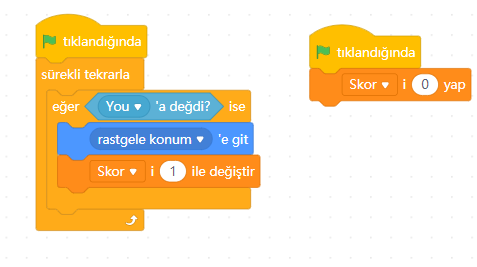 tıklandığında
sürekli tekrarla
eğer You 'a değdi? ise
rastgele konum 'e git
Skor i 1 ile değiştir
tıklandığında
Skor i 0 yap